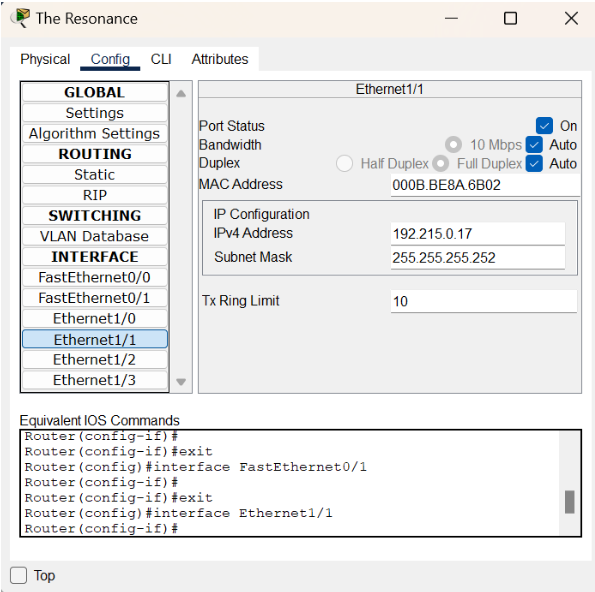 The Resonance
Physical Config CLI Attributes
GLOBAL
Settings
Algorithm Settings
ROUTING
Static
RIP
SWITCHING
VLAN Database
INTERFACE
FastEthernet0/0
FastEthernet0/1
Ethernet1/0
Ethernet1/1
Ethernet1/2
Ethernet1/3
Ethernet1/1
Port Status On
Bandwidth 10 Mbps Auto
Duplex Half Duplex Full Duplex Auto
MAC Address 000B.BE8A.6B02
IP Configuration
IPv4 Address 192.215.0.17
Subnet Mask 255.255.255.252
Tx Ring Limit 10
Equivalent IOS Commands
Router(config-if)#
Router(config-if)#exit
Router(config)#interface FastEthernet0/1
Router(config-if)#
Router(config-if)#exit
Router(config)#interface Ethernet1/1
Router(config-if)#
Top